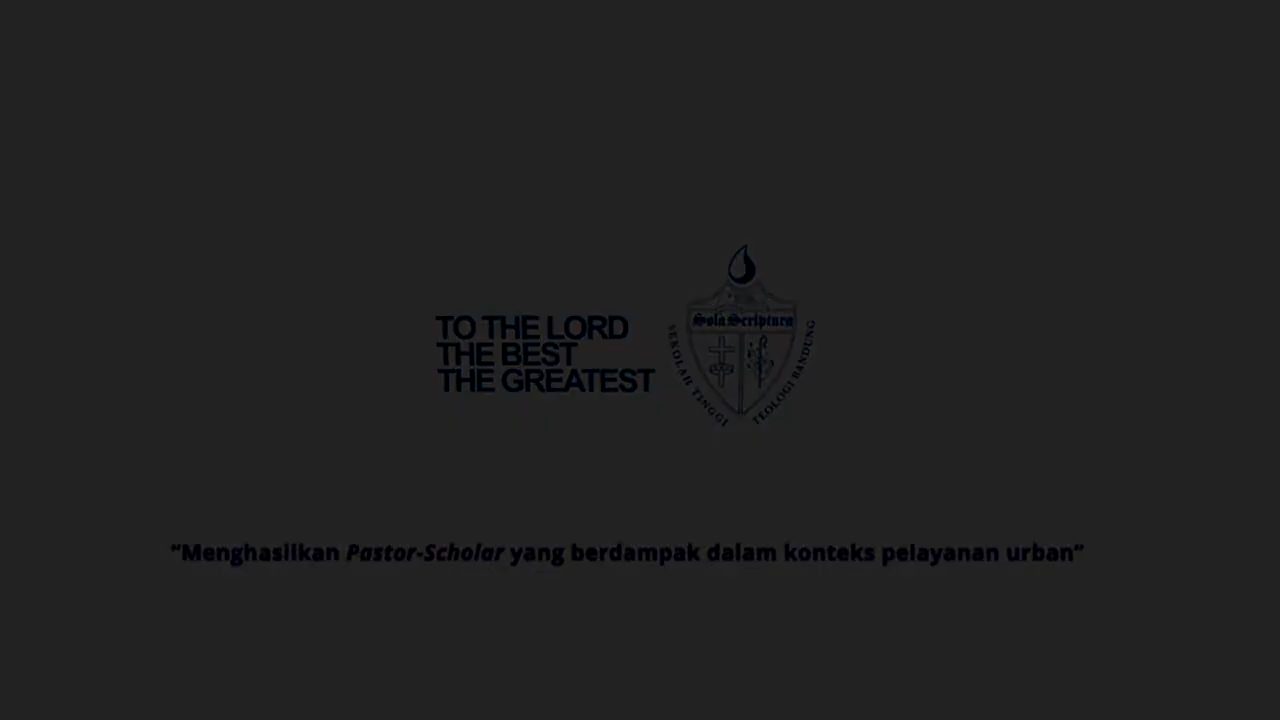 TO THE LORD
THE BEST
THE GREATEST
Sola Scriptura
SEKOLAH TINGGI TEOLOGI BANDUNG
“Menghasilkan Pastor-Scholar yang berdampak dalam konteks pelayanan urban”